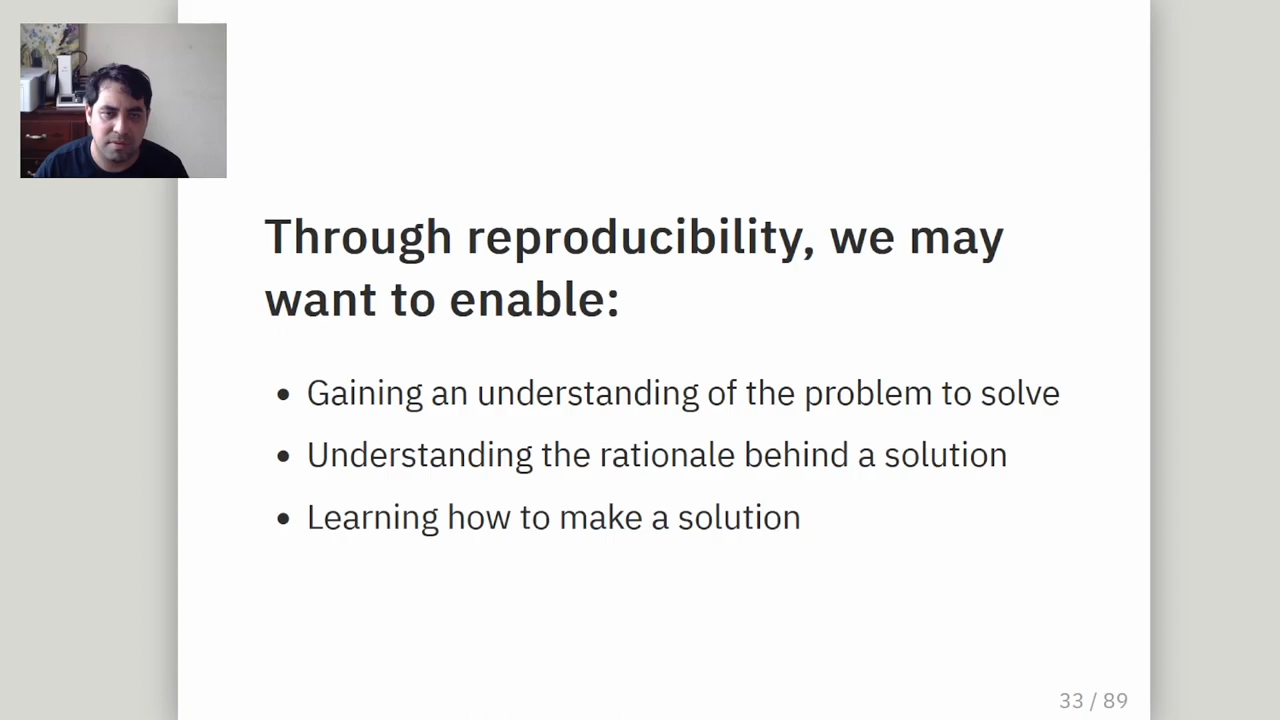 Through reproducibility, we may
want to enable:
• Gaining an understanding of the problem to solve
• Understanding the rationale behind a solution
• Learning how to make a solution
33 / 89